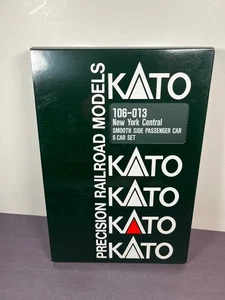 PRECISION RAILROAD MODELS
KATO
106-013
New York Central
SMOOTH SIDE PASSENGER CAR
6 CAR SET
KATO
KATO
KATO
KATO